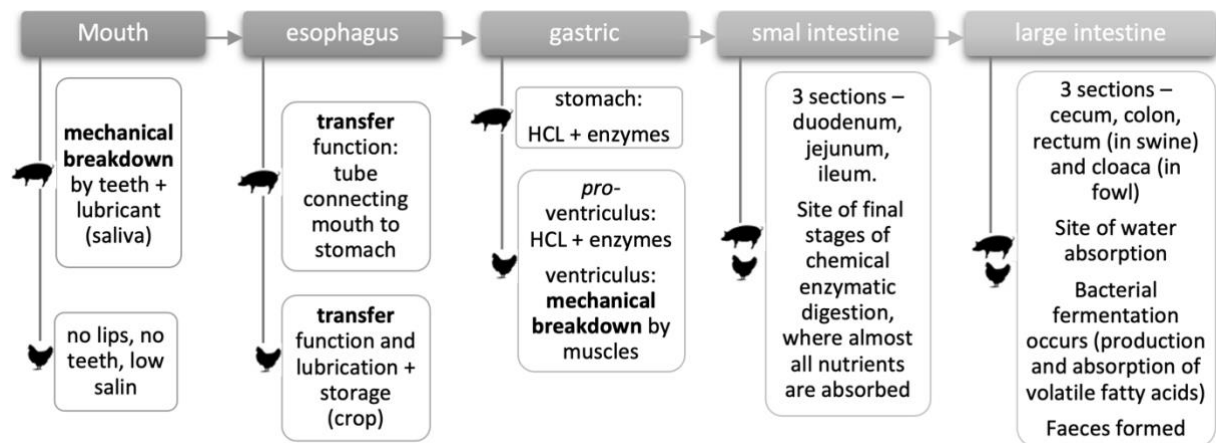 Mouth
esophagus
gastric
smal intestine
large intestine
mechanical
breakdown
by teeth +
lubricant
(saliva)
no lips, no
teeth, low
salin
transfer
function:
tube
connecting
mouth to
stomach
transfer
function and
lubrication +
storage
(crop)
stomach:
HCL + enzymes
pro-
ventriculus:
HCL + enzymes
ventriculus:
mechanical
breakdown by
muscles
3 sections –
duodenum,
jejunum,
ileum.
Site of final
stages of
chemical
enzymatic
digestion,
where almost
all nutrients
are absorbed
3 sections –
cecum, colon,
rectum (in swine)
and cloaca (in
fowl)
Site of water
absorption
Bacterial
fermentation
occurs (production
and absorption of
volatile fatty acids)
Faeces formed